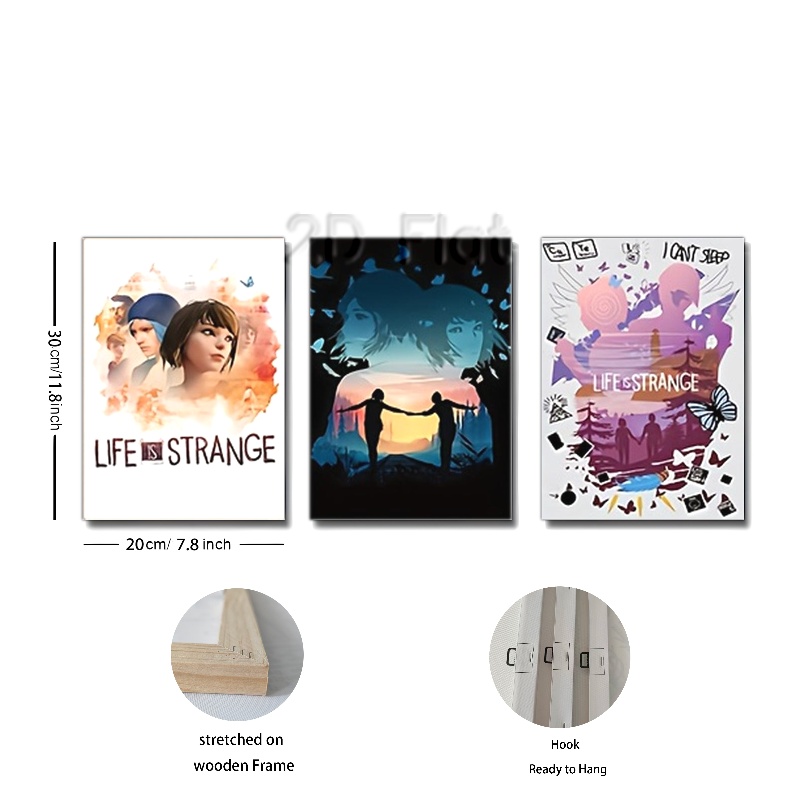 2D Flat
I CAN'T SLEEP
30cm/11.8inch
LIFE IS STRANGE
LIFE IS STRANGE
20cm/ 7.8 inch
stretched on
wooden Frame
Hook
Ready to Hang